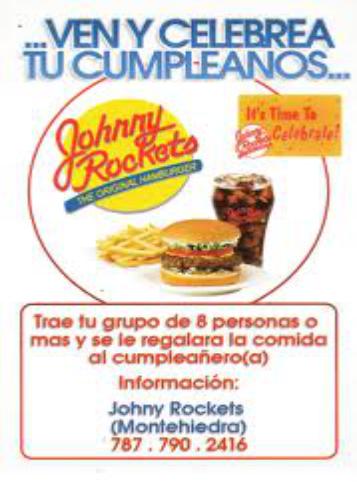 ...VEN Y CELEBREA
TU CUMPLEANOS...
Johnny
Rockets
THE ORIGINAL HAMBURGER
It's Time To
Celebrate!
Trae tu grupo de 8 personas o
mas y se le regalara la comida
al cumpleañero(a)
Información:
Johny Rockets
(Montehiedra)
787 . 790 . 2416